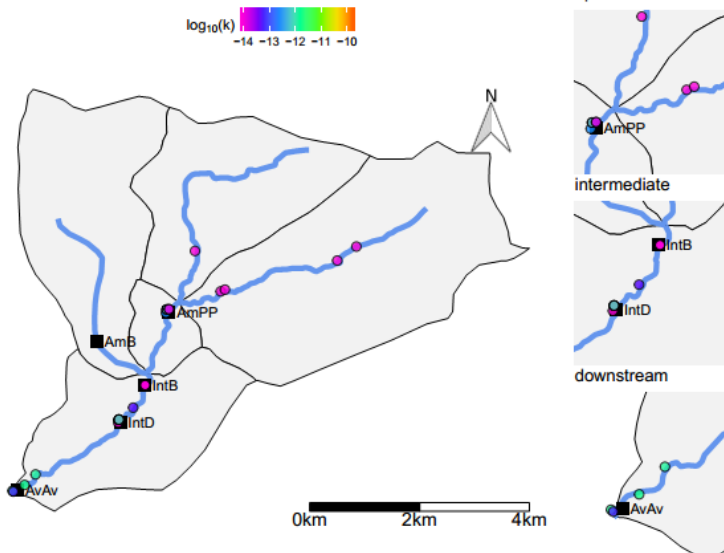 log₁₀(k)
−14 −13 −12 −11 −10
N
AmPP
AmB
IntB
IntD
AvAv
0km 2km 4km
AmPP
intermediate
IntB
IntD
downstream
AvAv